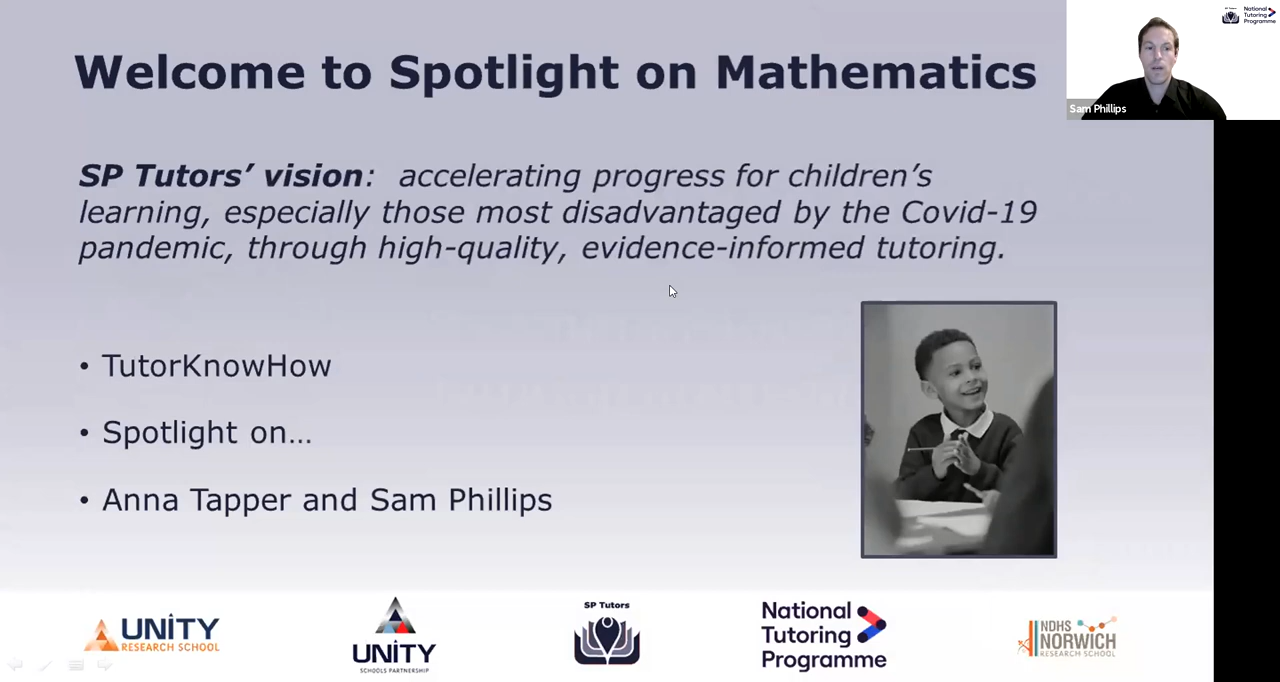 Welcome to Spotlight on Mathematics
SP Tutors
National
Tutoring
Programme
Sam Phillips
SP Tutors' vision:  accelerating progress for children's
learning, especially those most disadvantaged by the Covid-19
pandemic, through high-quality, evidence-informed tutoring.
• TutorKnowHow
• Spotlight on…
• Anna Tapper and Sam Phillips
UNiTY
RESEARCH SCHOOL
UNiTY
SCHOOLS PARTNERSHIP
SP Tutors
National
Tutoring
Programme
NDHS
NORWICH
RESEARCH SCHOOL